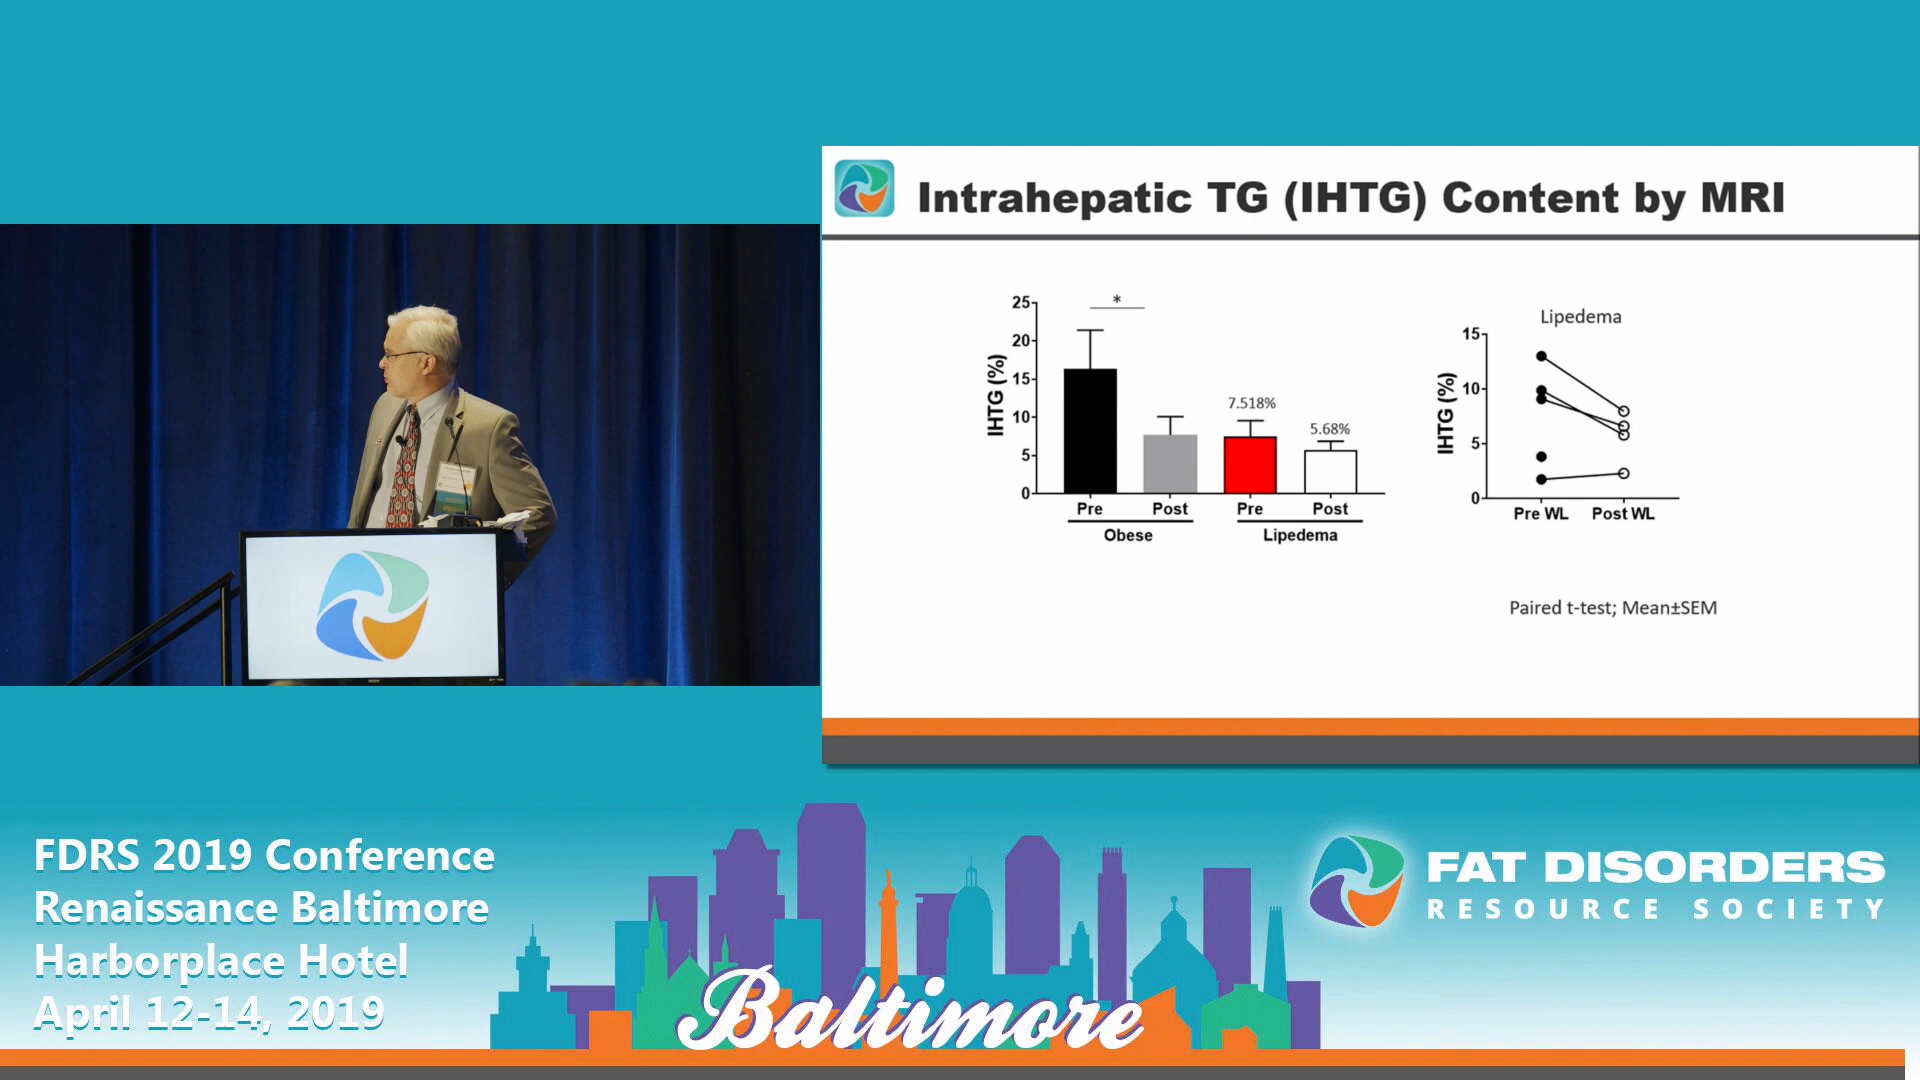 Intrahepatic TG (IHTG) Content by MRI
25
20
15
10
5
0
IHTG (%)
*
7.518%
5.68%
Pre
Post
Pre
Post
Obese
Lipedema
Lipedema
15
10
5
0
IHTG (%)
Pre WL
Post WL
Paired t-test; Mean±SEM
FDRS 2019 Conference
Renaissance Baltimore
Harborplace Hotel
April 12-14, 2019
Baltimore
FAT DISORDERS
RESOURCE SOCIETY